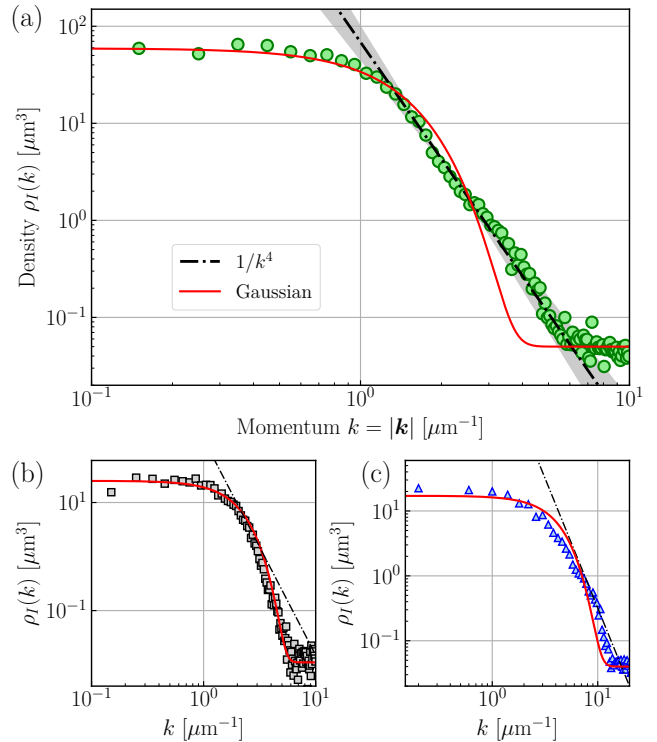 (a)
10²
10¹
10⁰
10⁻¹
Density ρ_I(k) [μm³]
1/k⁴
Gaussian
10⁻¹
10⁰
10¹
Momentum k = |k| [μm⁻¹]
(b)
10¹
10⁻¹
ρ_I(k) [μm³]
10⁻¹
10⁰
10¹
k [μm⁻¹]
(c)
10¹
10⁰
10⁻¹
ρ_I(k) [μm³]
10⁰
10¹
k [μm⁻¹]